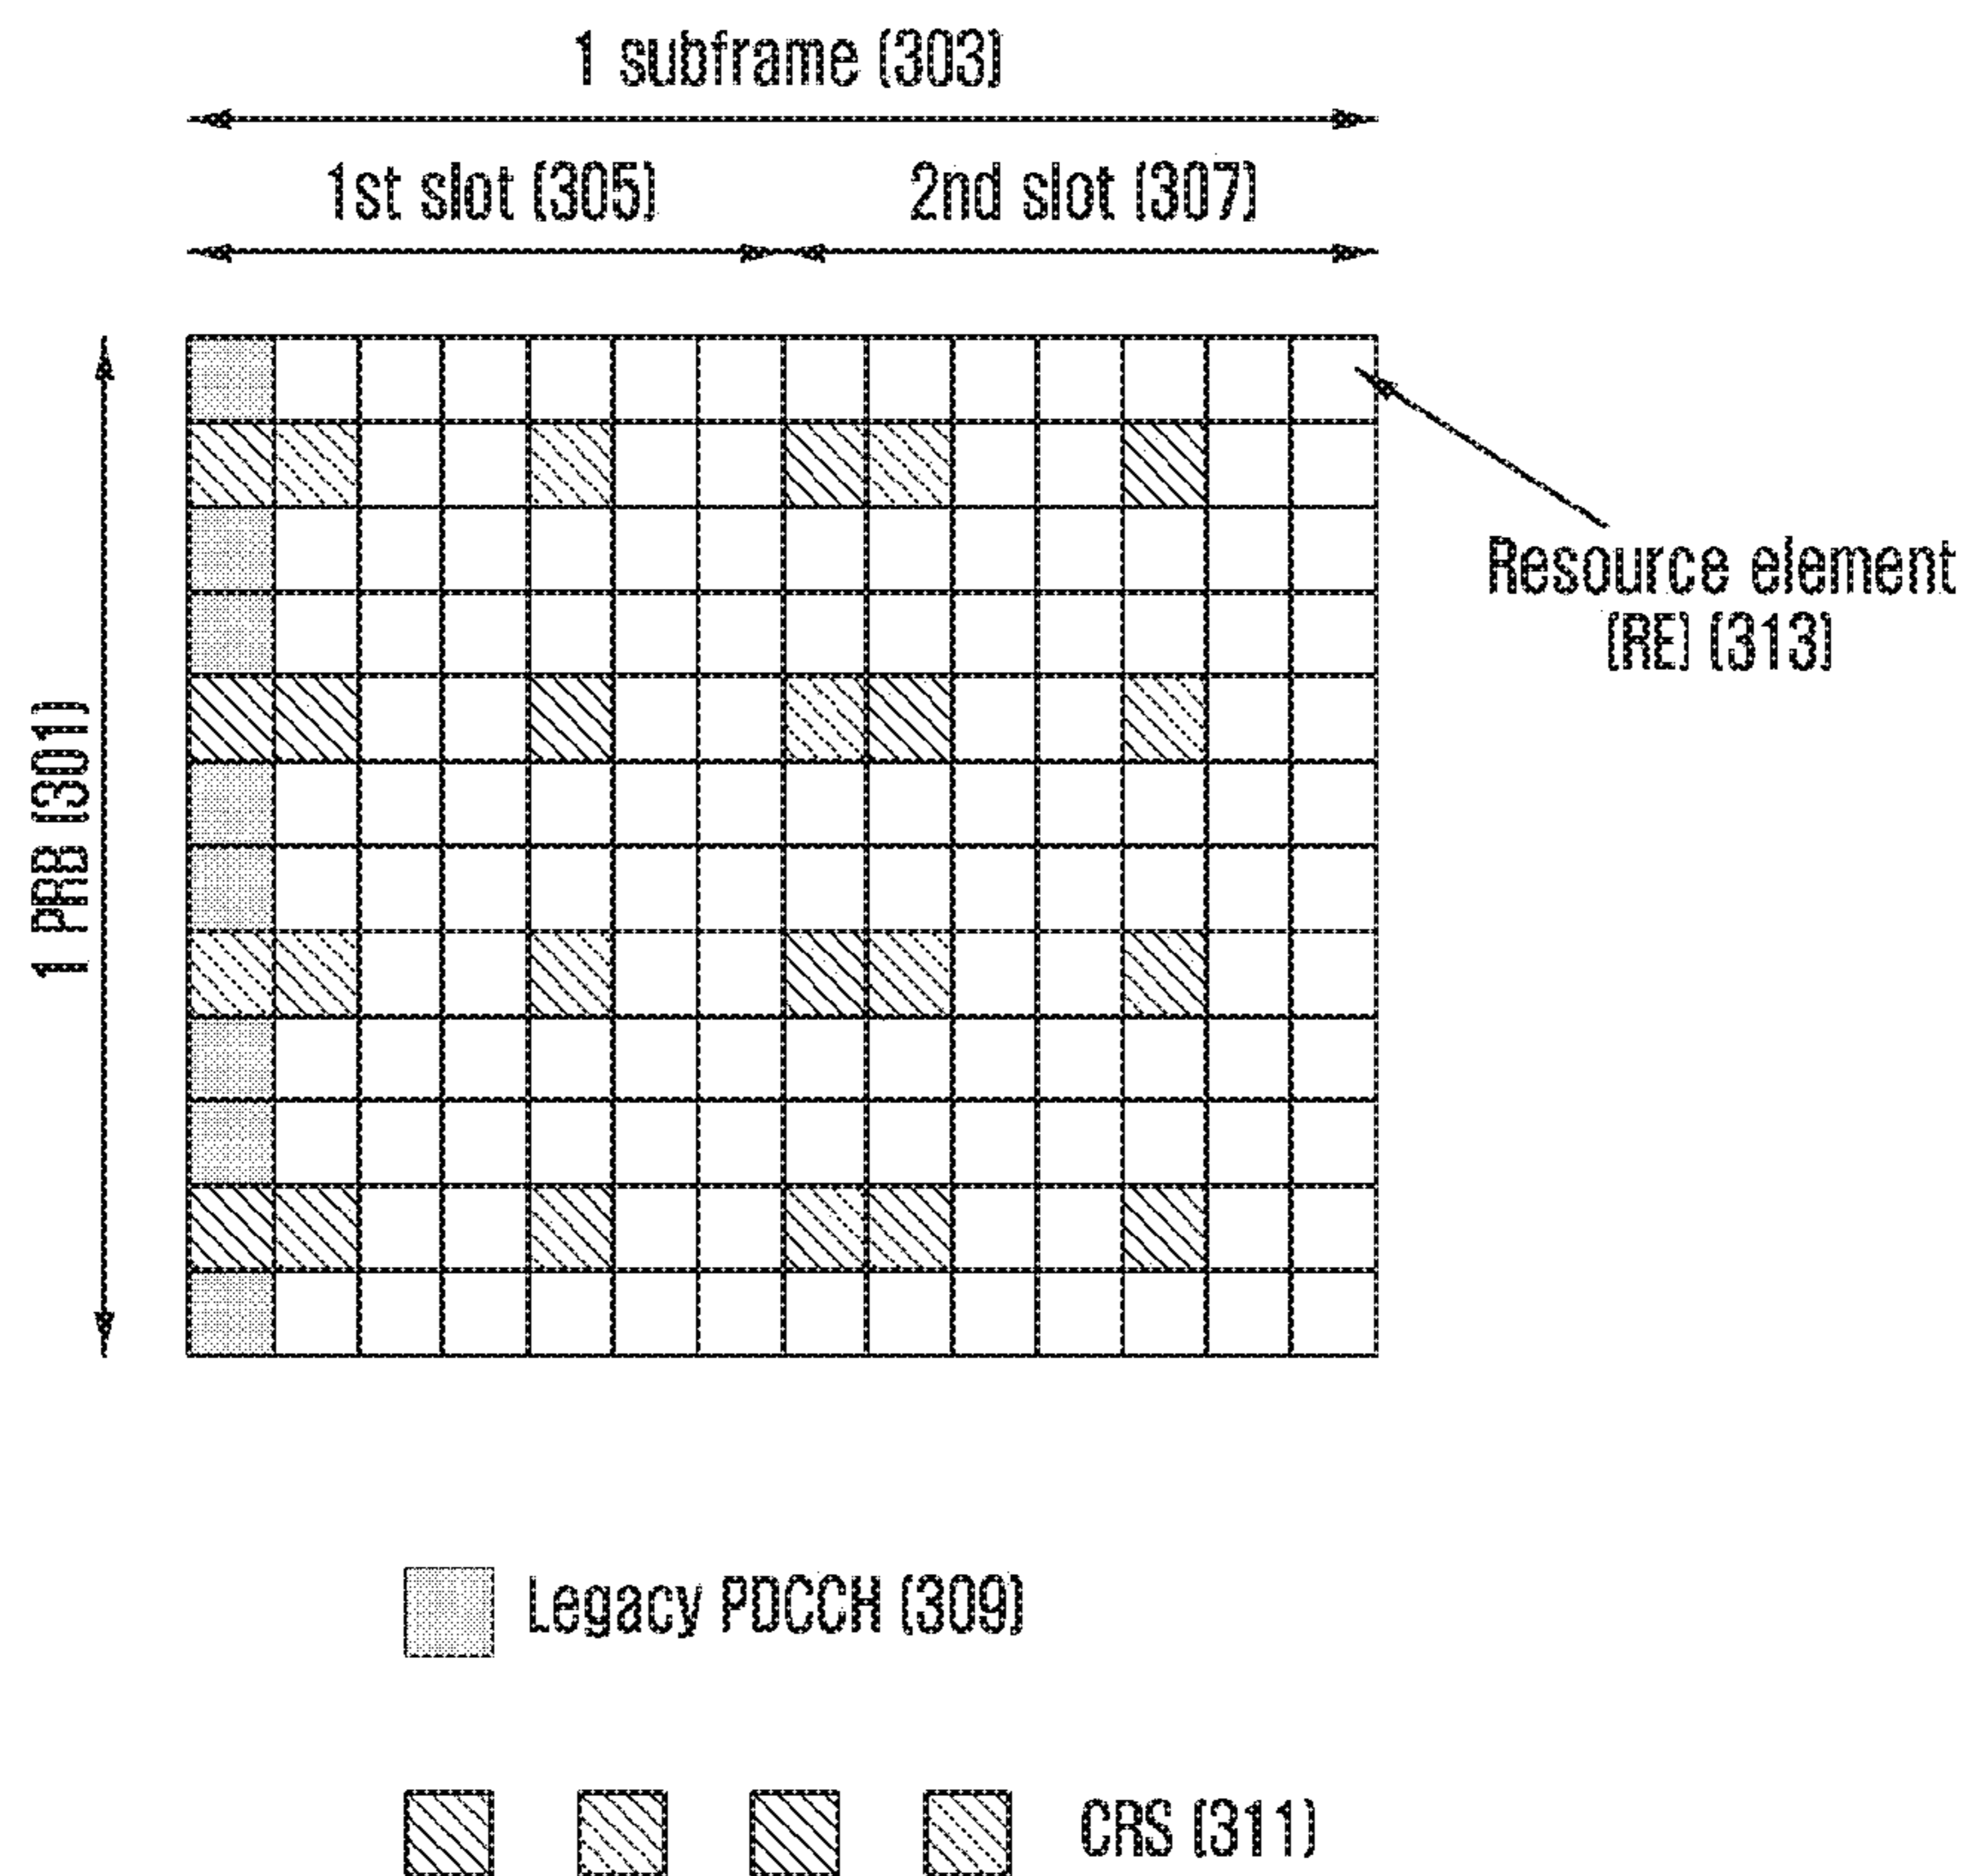 1 subframe (303)
1st slot (305)
2nd slot (307)
Resource element
(RE) (313)
1 PRB (301)
Legacy PDCCH (309)
CRS (311)